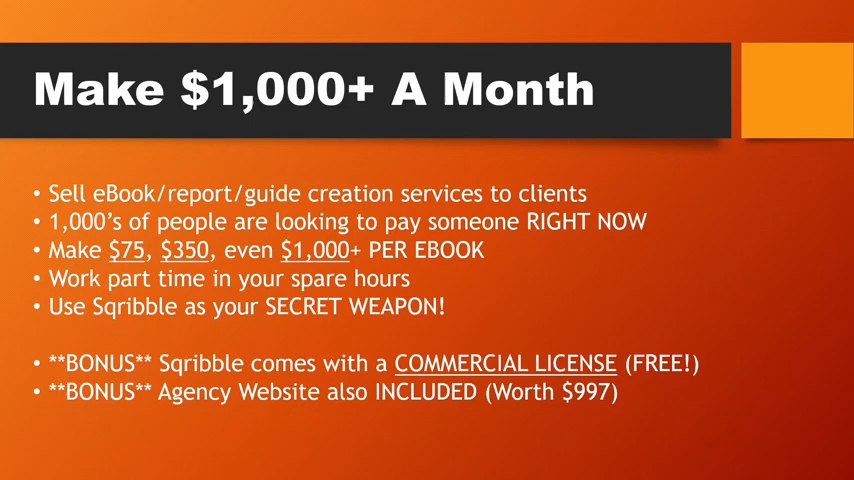 Make $1,000+ A Month
• Sell eBook/report/guide creation services to clients
• 1,000’s of people are looking to pay someone RIGHT NOW
• Make $75, $350, even $1,000+ PER EBOOK
• Work part time in your spare hours
• Use Sqribble as your SECRET WEAPON!
• **BONUS** Sqribble comes with a COMMERCIAL LICENSE (FREE!)
• **BONUS** Agency Website also INCLUDED (Worth $997)